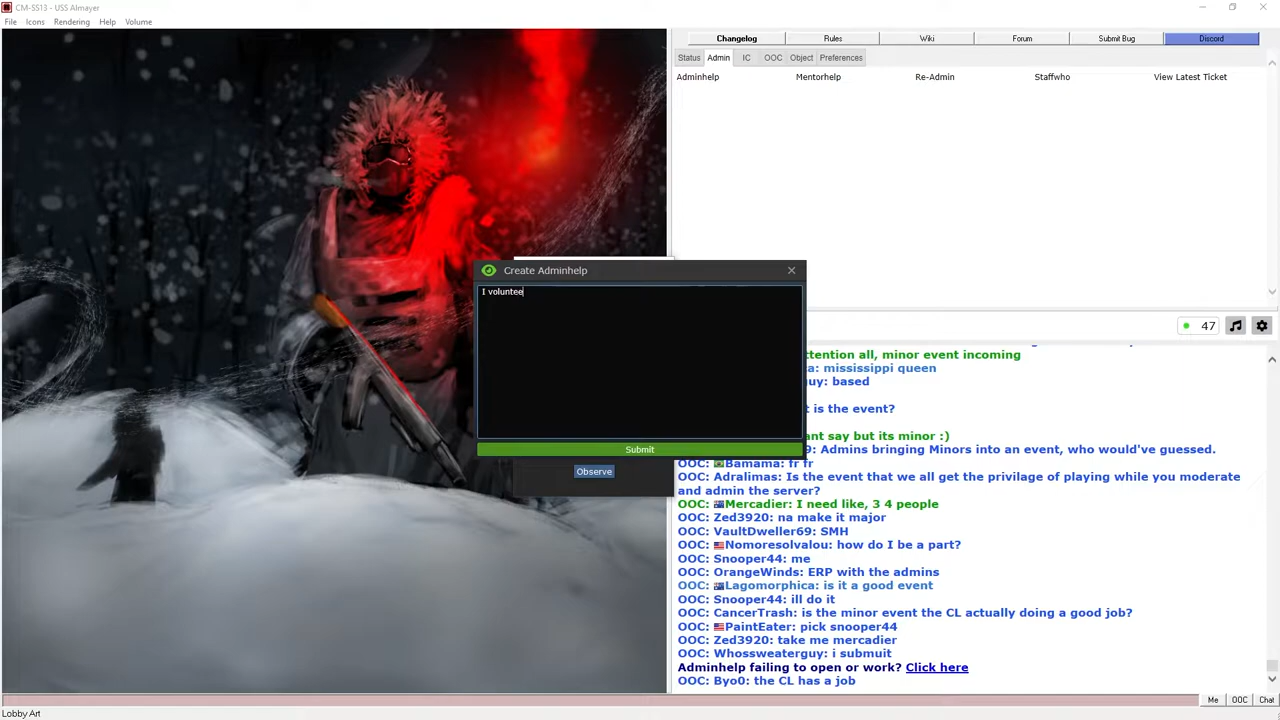 CM-SS13 - USS Almayer
File Icons Rendering Help Volume
Changelog Rules Wiki Forum Submit Bug Discord
Status Admin IC OOC Object Preferences
Adminhelp Mentorhelp Re-Admin Staffwho View Latest Ticket
Create Adminhelp
I voluntee
Submit
Observe
47
ttention all, minor event incoming
a: mississippi queen
uy: based
t is the event?
ant say but its minor :)
9: Admins bringing Minors into an event, who would've guessed.
OOC: Bamama: fr fr
OOC: Adralimas: Is the event that we all get the privilage of playing while you moderate
and admin the server?
OOC: Mercadier: I need like, 3 4 people
OOC: Zed3920: na make it major
OOC: VaultDweller69: SMH
OOC: Nomoresolvalou: how do I be a part?
OOC: Snooper44: me
OOC: OrangeWinds: ERP with the admins
OOC: Lagomorphica: is it a good event
OOC: Snooper44: ill do it
OOC: CancerTrash: is the minor event the CL actually doing a good job?
OOC: PaintEater: pick snooper44
OOC: Zed3920: take me mercadier
OOC: Whossweaterguy: i submuit
Adminhelp failing to open or work? Click here
OOC: Byo0: the CL has a job
Me OOC Chat
Lobby Art